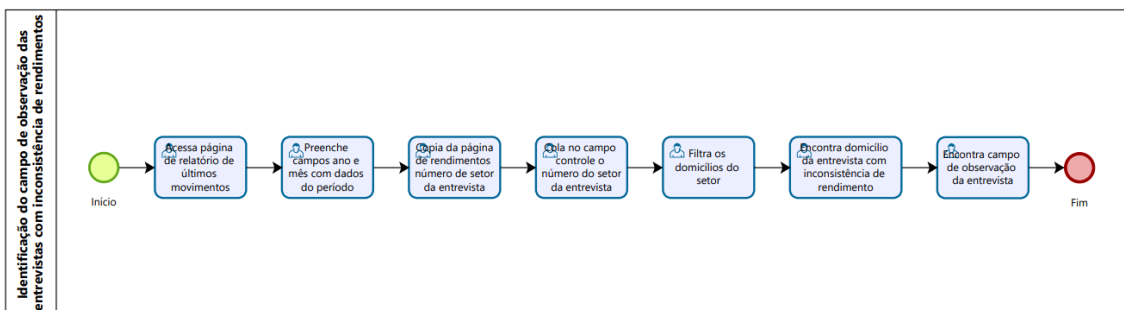 Identificação do campo de observação das
entrevistas com inconsistência de rendimentos
Início
Acessa página
de relatório de
últimos
movimentos
Preenche
campos ano e
mês com dados
do período
Copia da página
de rendimentos
número de setor
da entrevista
Cola no campo
controle o
número do setor
da entrevista
Filtra os
domicílios do
setor
Encontra domicílio
da entrevista com
inconsistência de
rendimento
Encontra campo
de observação
da entrevista
Fim